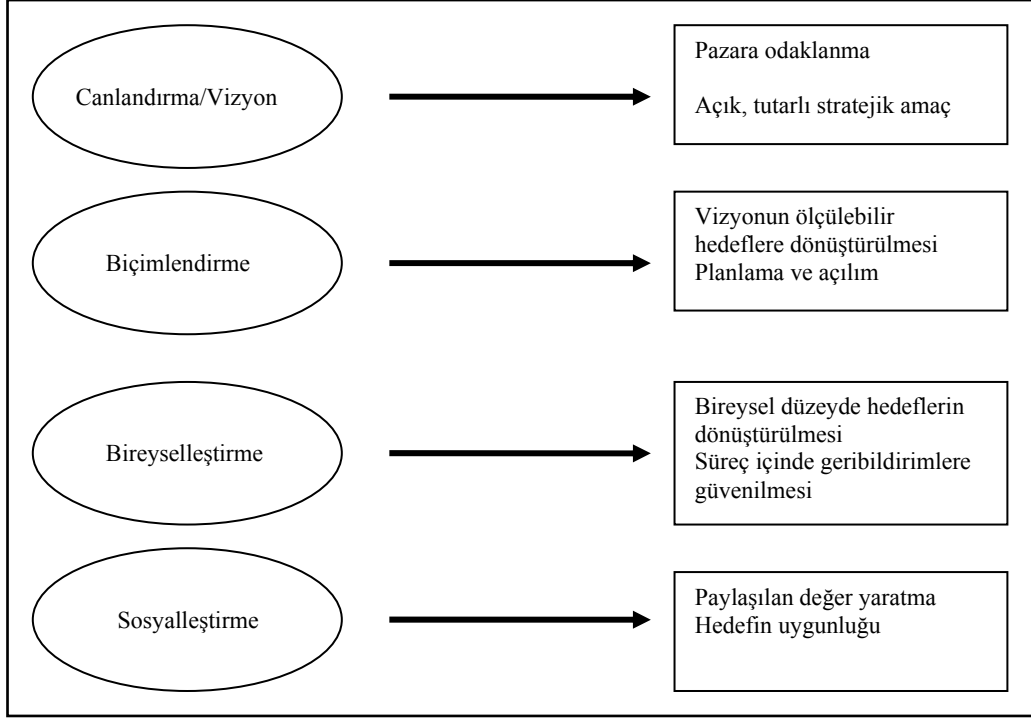 Canlandırma/Vizyon
Pazara odaklanma
Açık, tutarlı stratejik amaç
Biçimlendirme
Vizyonun ölçülebilir
hedeflere dönüştürülmesi
Planlama ve açılım
Bireyselleştirme
Bireysel düzeyde hedeflerin
dönüştürülmesi
Süreç içinde geribildirimlere
güvenilmesi
Sosyalleştirme
Paylaşılan değer yaratma
Hedefin uygunluğu